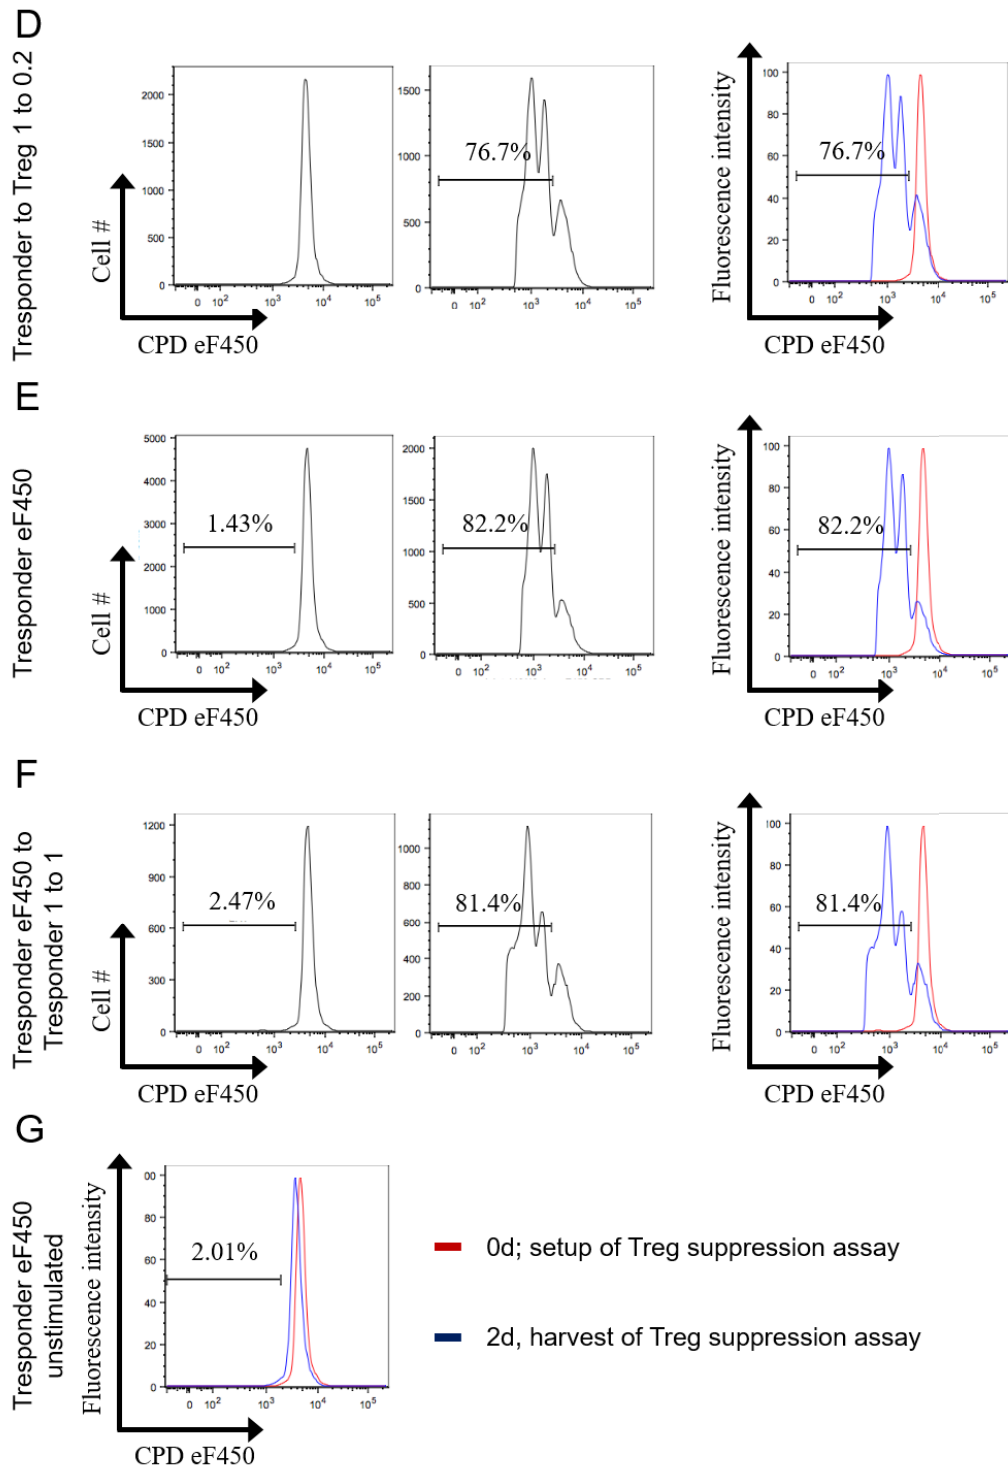 D
Tresponder to Treg 1 to 0.2
Cell #
2000
1500
1000
500
0
0 10² 10³ 10⁴ 10⁵
CPD eF450
1500
1000
500
0
76.7%
0 10² 10³ 10⁴ 10⁵
Fluorescence intensity
100
80
60
40
20
0
76.7%
0 10² 10³ 10⁴ 10⁵
CPD eF450
E
Tresponder eF450
Cell #
5000
4000
3000
2000
1000
0
1.43%
0 10² 10³ 10⁴ 10⁵
CPD eF450
2000
1500
1000
500
0
82.2%
0 10² 10³ 10⁴ 10⁵
Fluorescence intensity
100
80
60
40
20
0
82.2%
0 10² 10³ 10⁴ 10⁵
CPD eF450
F
Tresponder eF450 to
Tresponder 1 to 1
Cell #
1200
900
600
300
0
2.47%
0 10² 10³ 10⁴ 10⁵
CPD eF450
1000
800
600
400
200
0
81.4%
0 10² 10³ 10⁴ 10⁵
Fluorescence intensity
100
80
60
40
20
0
81.4%
0 10² 10³ 10⁴ 10⁵
CPD eF450
G
Tresponder eF450
unstimulated
Fluorescence intensity
00
80
60
40
20
0
2.01%
0 10² 10³ 10⁴ 10⁵
CPD eF450
0d; setup of Treg suppression assay
2d, harvest of Treg suppression assay